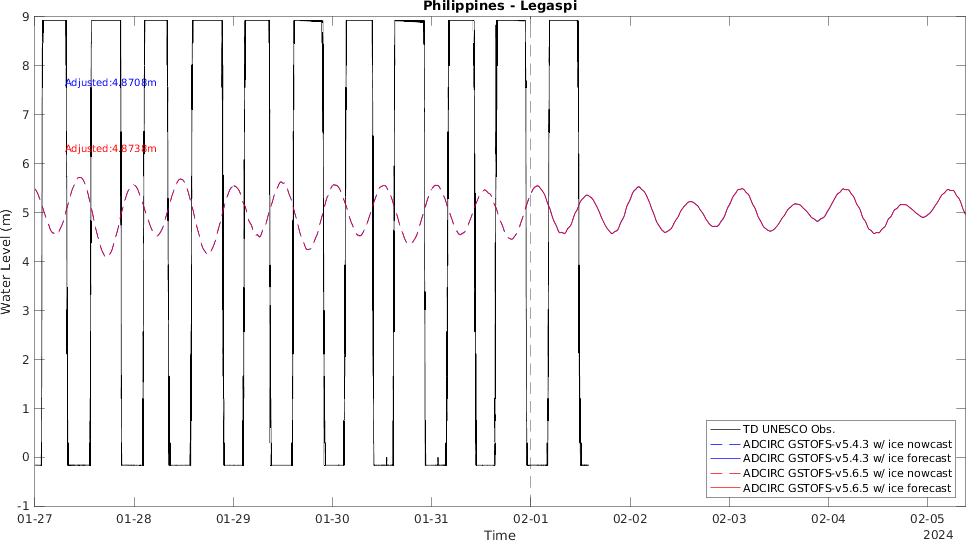 Philippines - Legaspi
9
8
7
6
5
4
3
2
1
0
-1
Water Level (m)
Adjusted:4.8708m
Adjusted:4.8738m
TD UNESCO Obs.
ADCIRC GSTOFS-v5.4.3 w/ ice nowcast
ADCIRC GSTOFS-v5.4.3 w/ ice forecast
ADCIRC GSTOFS-v5.6.5 w/ ice nowcast
ADCIRC GSTOFS-v5.6.5 w/ ice forecast
01-27 01-28 01-29 01-30 01-31 02-01 02-02 02-03 02-04 02-05
Time
2024